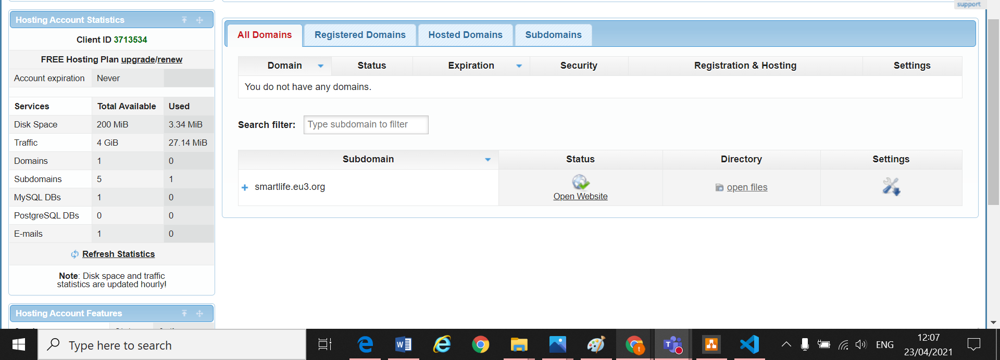 support
Hosting Account Statistics
Client ID 3713534
FREE Hosting Plan upgrade/renew
Account expiration Never
Services Total Available Used
Disk Space 200 MiB 3.34 MiB
Traffic 4 GiB 27.14 MiB
Domains 1 0
Subdomains 5 1
MySQL DBs 1 0
PostgreSQL DBs 0 0
E-mails 1 0
Refresh Statistics
Note: Disk space and traffic
statistics are updated hourly!
Hosting Account Features
All Domains Registered Domains Hosted Domains Subdomains
Domain Status Expiration Security Registration & Hosting Settings
You do not have any domains.
Search filter: Type subdomain to filter
Subdomain Status Directory Settings
smartlife.eu3.org Open Website open files
Type here to search
ENG
12:07
23/04/2021